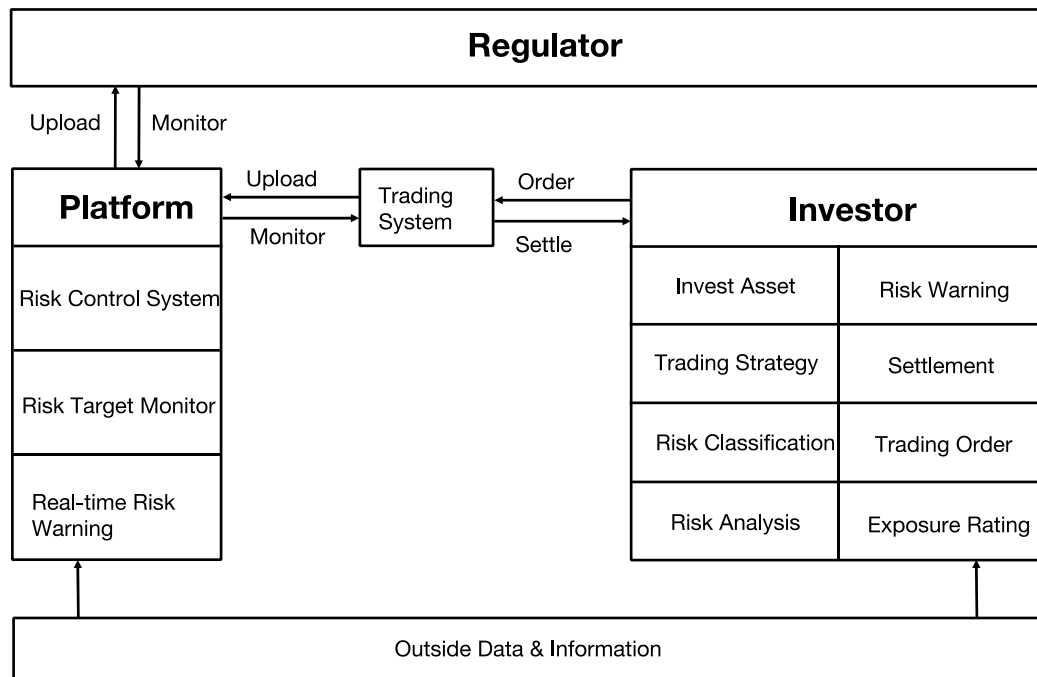 Regulator
Upload
Monitor
Platform
Upload
Monitor
Trading
System
Order
Settle
Investor
Risk Control System
Risk Target Monitor
Real-time Risk
Warning
Invest Asset
Risk Warning
Trading Strategy
Settlement
Risk Classification
Trading Order
Risk Analysis
Exposure Rating
Outside Data & Information